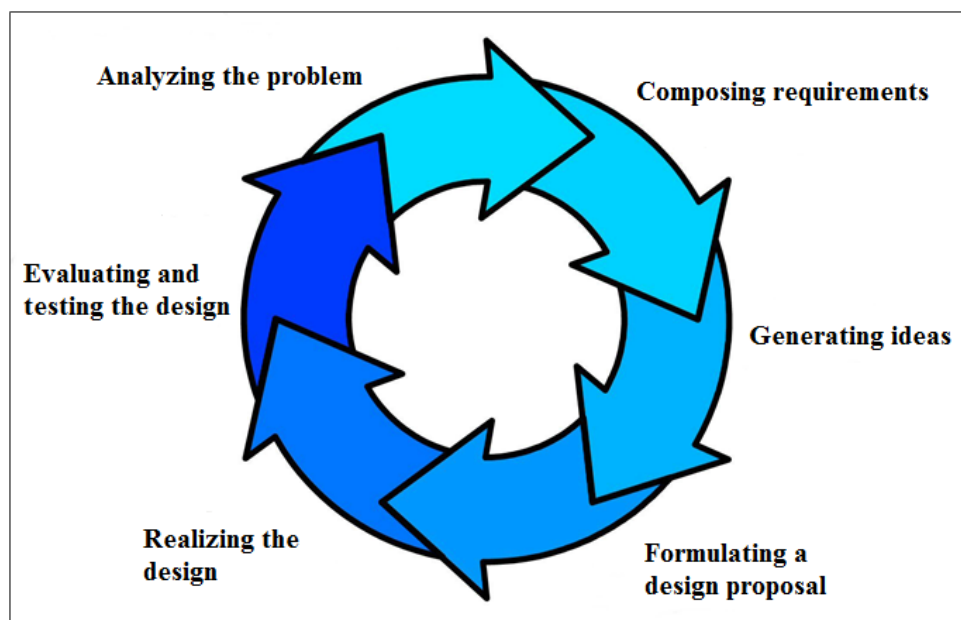 Analyzing the problem
Composing requirements
Generating ideas
Formulating a
design proposal
Realizing the
design
Evaluating and
testing the design